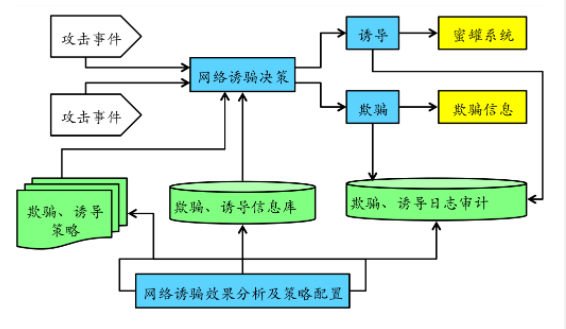 攻击事件
诱导
蜜罐系统
网络诱骗决策
攻击事件
欺骗
欺骗信息
欺骗、诱导
策略
欺骗、诱导信息库
欺骗、诱导日志审计
网络诱骗效果分析及策略配置